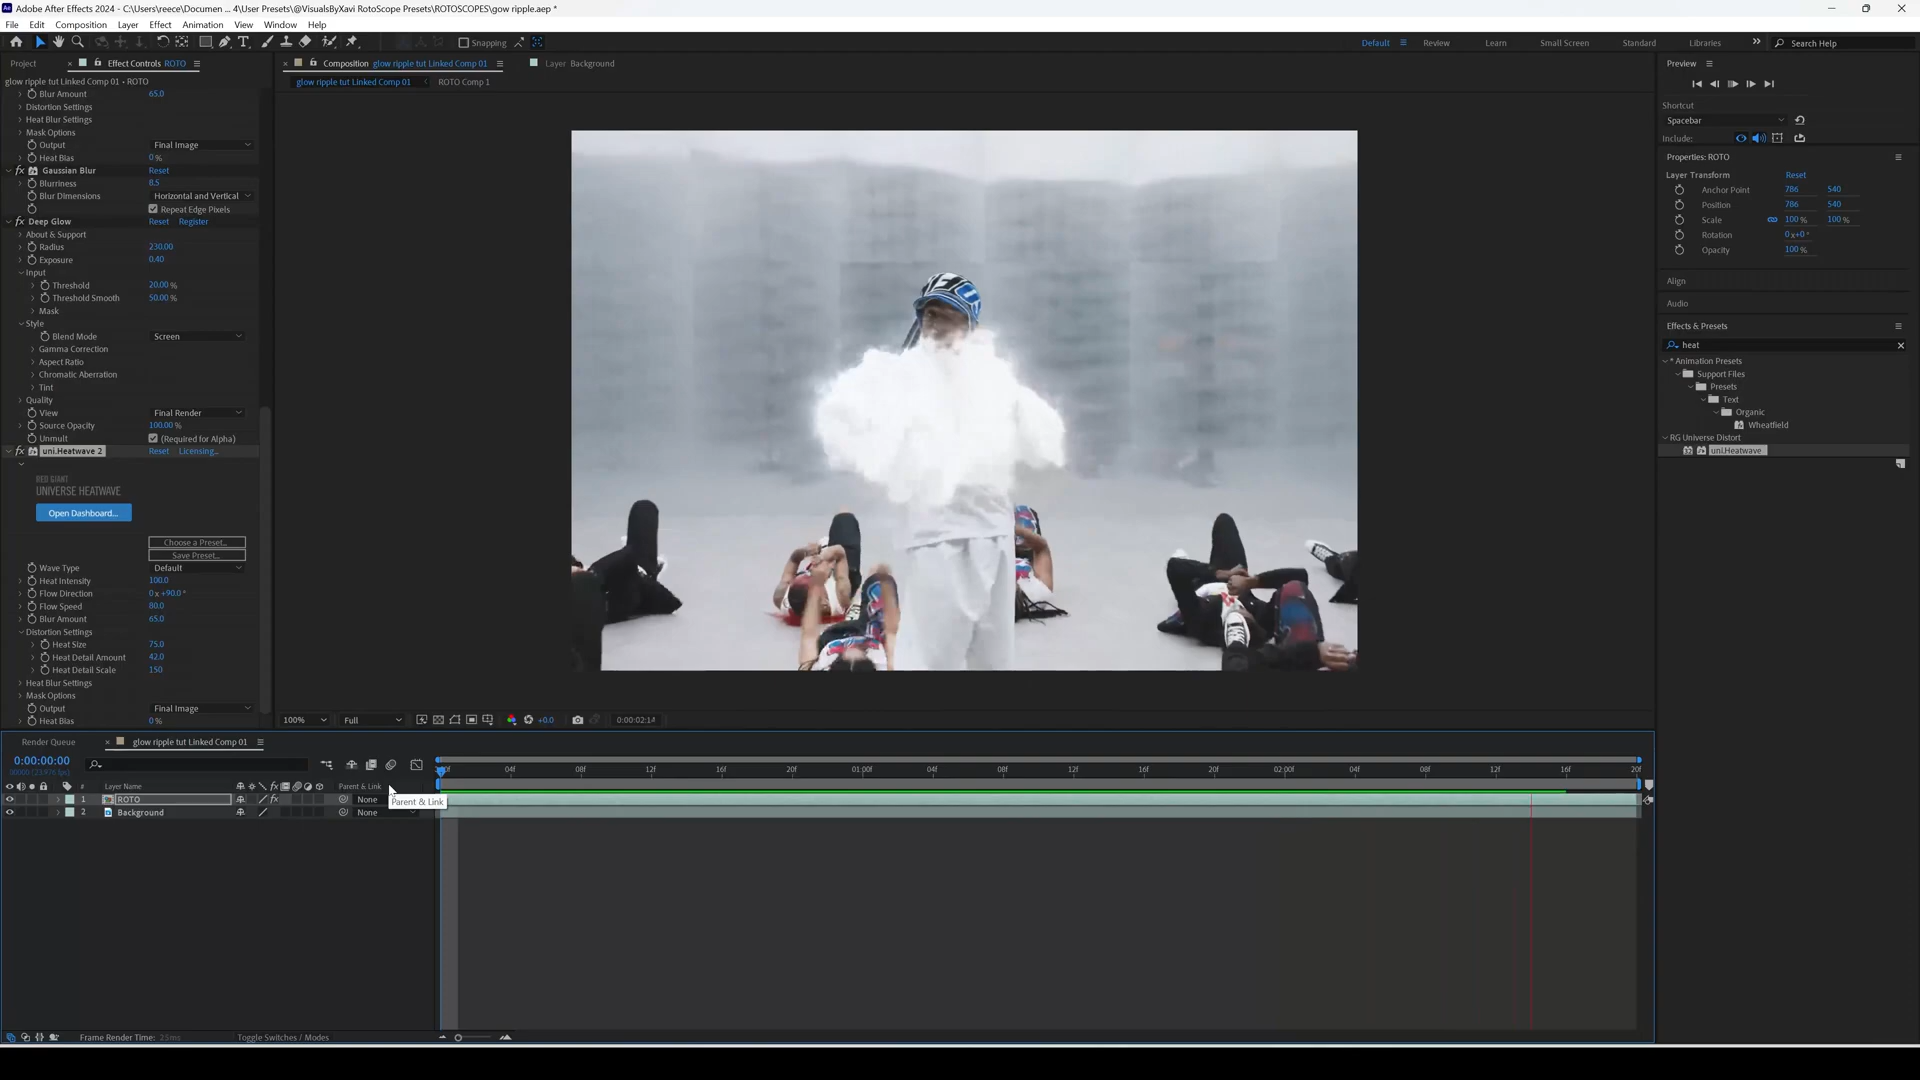 Adobe After Effects 2024 - C:\Users\reece\Documen ... 4\User Presets\@VisualsByXavi RotoScope Presets\ROTOSCOPES\gow ripple.aep *
File Edit Composition Layer Effect Animation View Window Help
Snapping
Default Review Learn Small Screen Standard Libraries Search Help
Project Effect Controls ROTO
Composition glow ripple tut Linked Comp 01 Layer Background
glow ripple tut Linked Comp 01 • ROTO
glow ripple tut Linked Comp 01 ROTO Comp 1
Blur Amount 65.0
Distortion Settings
Heat Blur Settings
Mask Options
Output Final Image
Heat Bias 0 %
fx Gaussian Blur Reset
Blurriness 8.5
Blur Dimensions Horizontal and Vertical
Repeat Edge Pixels
fx Deep Glow Reset Register
About & Support
Radius 230.00
Exposure 0.40
Input
Threshold 20.00 %
Threshold Smooth 50.00 %
Mask
Style
Blend Mode Screen
Gamma Correction
Aspect Ratio
Chromatic Aberration
Tint
Quality
View Final Render
Source Opacity 100.00 %
Unmult (Required for Alpha)
fx uni.Heatwave 2 Reset Licensing...
RED GIANT
UNIVERSE HEATWAVE
Open Dashboard...
Choose a Preset...
Save Preset...
Wave Type Default
Heat Intensity 100.0
Flow Direction 0 x +90.0 °
Flow Speed 80.0
Blur Amount 65.0
Distortion Settings
Heat Size 75.0
Heat Detail Amount 42.0
Heat Detail Scale 150
Heat Blur Settings
Mask Options
Output Final Image
Heat Bias 0 %
100% Full +0.0 0:00:02:14
Preview
Shortcut
Spacebar
Include:
Properties: ROTO
Layer Transform Reset
Anchor Point 786 540
Position 786 540
Scale 100 % 100 %
Rotation 0 x+0 °
Opacity 100 %
Align
Audio
Effects & Presets
heat
* Animation Presets
Support Files
Presets
Text
Organic
Wheatfield
RG Universe Distort
uni.Heatwave
Render Queue glow ripple tut Linked Comp 01
0:00:00:00
04f 08f 12f 16f 20f 01:00f 04f 08f 12f 16f 20f 02:00f 04f 08f 12f 16f 20f
# Layer Name fx Parent & Link
1 ROTO fx None
Parent & Link
2 Background None
Frame Render Time: 23ms Toggle Switches / Modes